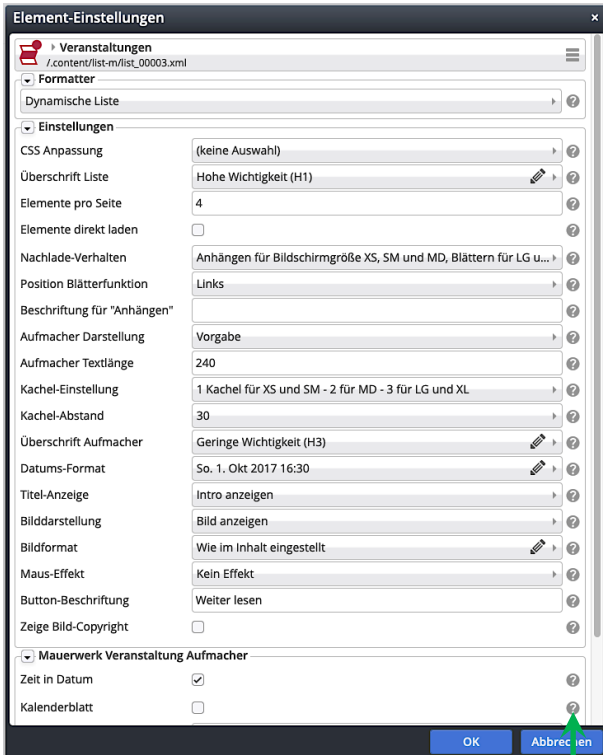 Element-Einstellungen
Veranstaltungen
/.content/list-m/list_00003.xml
Formatter
Dynamische Liste
Einstellungen
CSS Anpassung (keine Auswahl)
Überschrift Liste Hohe Wichtigkeit (H1)
Elemente pro Seite 4
Elemente direkt laden
Nachlade-Verhalten Anhängen für Bildschirmgröße XS, SM und MD, Blättern für LG u...
Position Blätterfunktion Links
Beschriftung für "Anhängen"
Aufmacher Darstellung Vorgabe
Aufmacher Textlänge 240
Kachel-Einstellung 1 Kachel für XS und SM - 2 für MD - 3 für LG und XL
Kachel-Abstand 30
Überschrift Aufmacher Geringe Wichtigkeit (H3)
Datums-Format So. 1. Okt 2017 16:30
Titel-Anzeige Intro anzeigen
Bilddarstellung Bild anzeigen
Bildformat Wie im Inhalt eingestellt
Maus-Effekt Kein Effekt
Button-Beschriftung Weiter lesen
Zeige Bild-Copyright
Mauerwerk Veranstaltung Aufmacher
Zeit in Datum
Kalenderblatt
OK Abbrechen